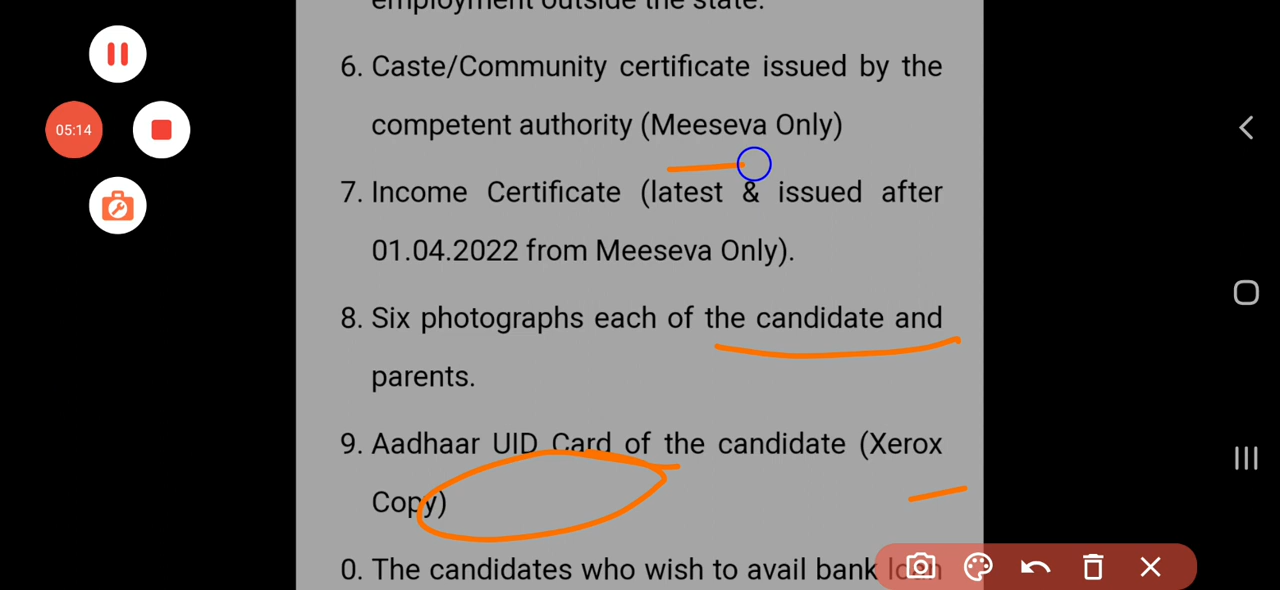 employment outside the state.
6. Caste/Community certificate issued by the
competent authority (Meeseva Only)
05:14
7. Income Certificate (latest & issued after
01.04.2022 from Meeseva Only).
8. Six photographs each of the candidate and
parents.
9. Aadhaar UID Card of the candidate (Xerox
Copy)
0. The candidates who wish to avail bank loan